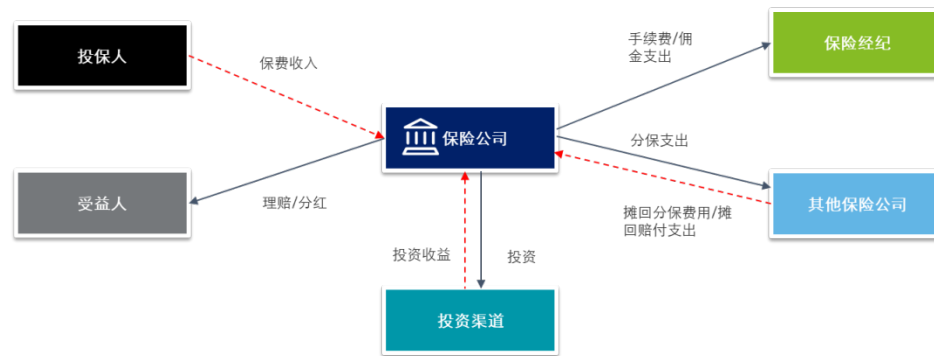 投保人
保费收入
手续费/佣
金支出
保险经纪
保险公司
分保支出
受益人
理赔/分红
摊回分保费用/摊
回赔付支出
其他保险公司
投资收益
投资
投资渠道